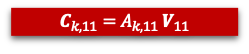 C_{k,11} = A_{k,11} V_{11}